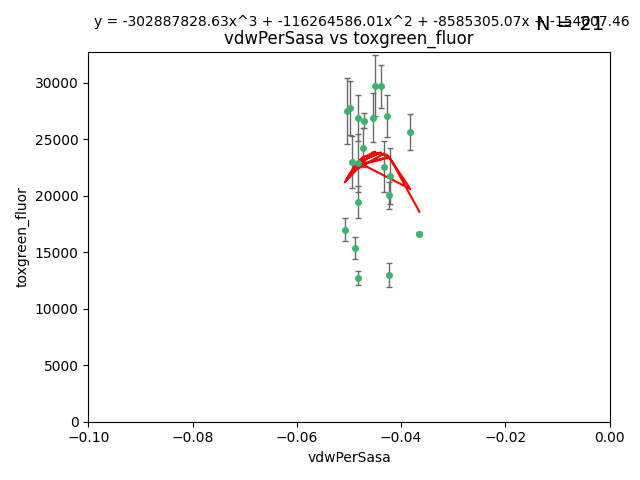 y = -302887828.63x^3 + -116264586.01x^2 + -8585305.07x +
N = 21
vdwPerSasa vs toxgreen_fluor
30000
25000
20000
15000
10000
5000
0
toxgreen_fluor
−0.10
−0.08
−0.06
−0.04
−0.02
0.00
vdwPerSasa